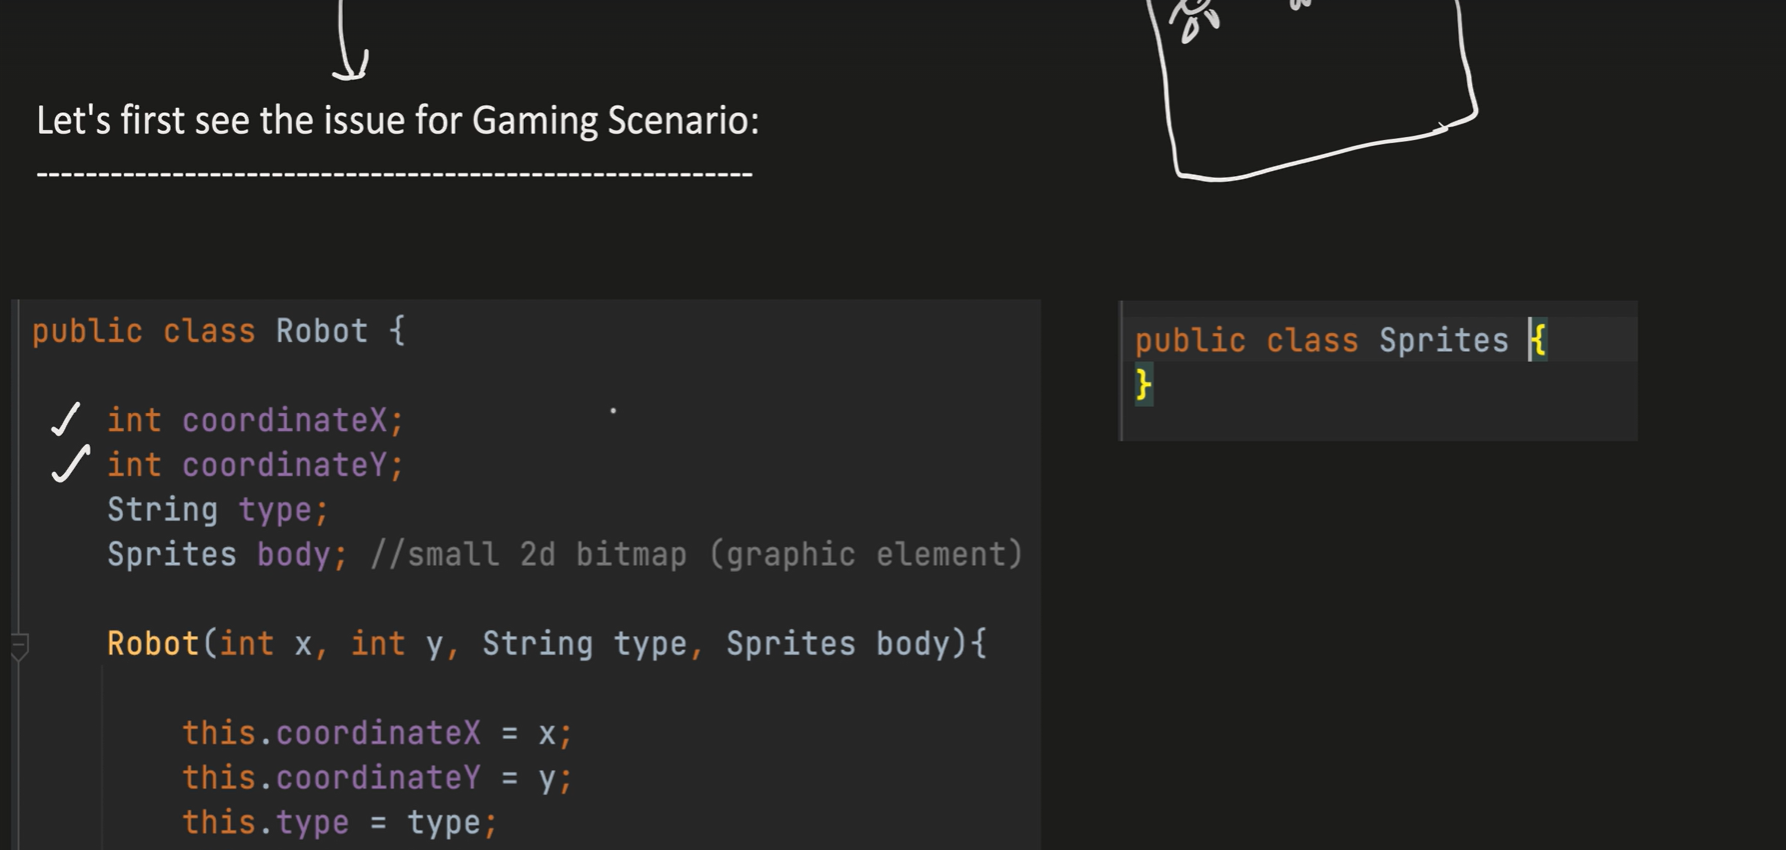 Let's first see the issue for Gaming Scenario:
----------------------------------------------------------
public class Robot {
int coordinateX;
int coordinateY;
String type;
Sprites body; //small 2d bitmap (graphic element)
Robot(int x, int y, String type, Sprites body){
this.coordinateX = x;
this.coordinateY = y;
this.type = type;
public class Sprites {
}